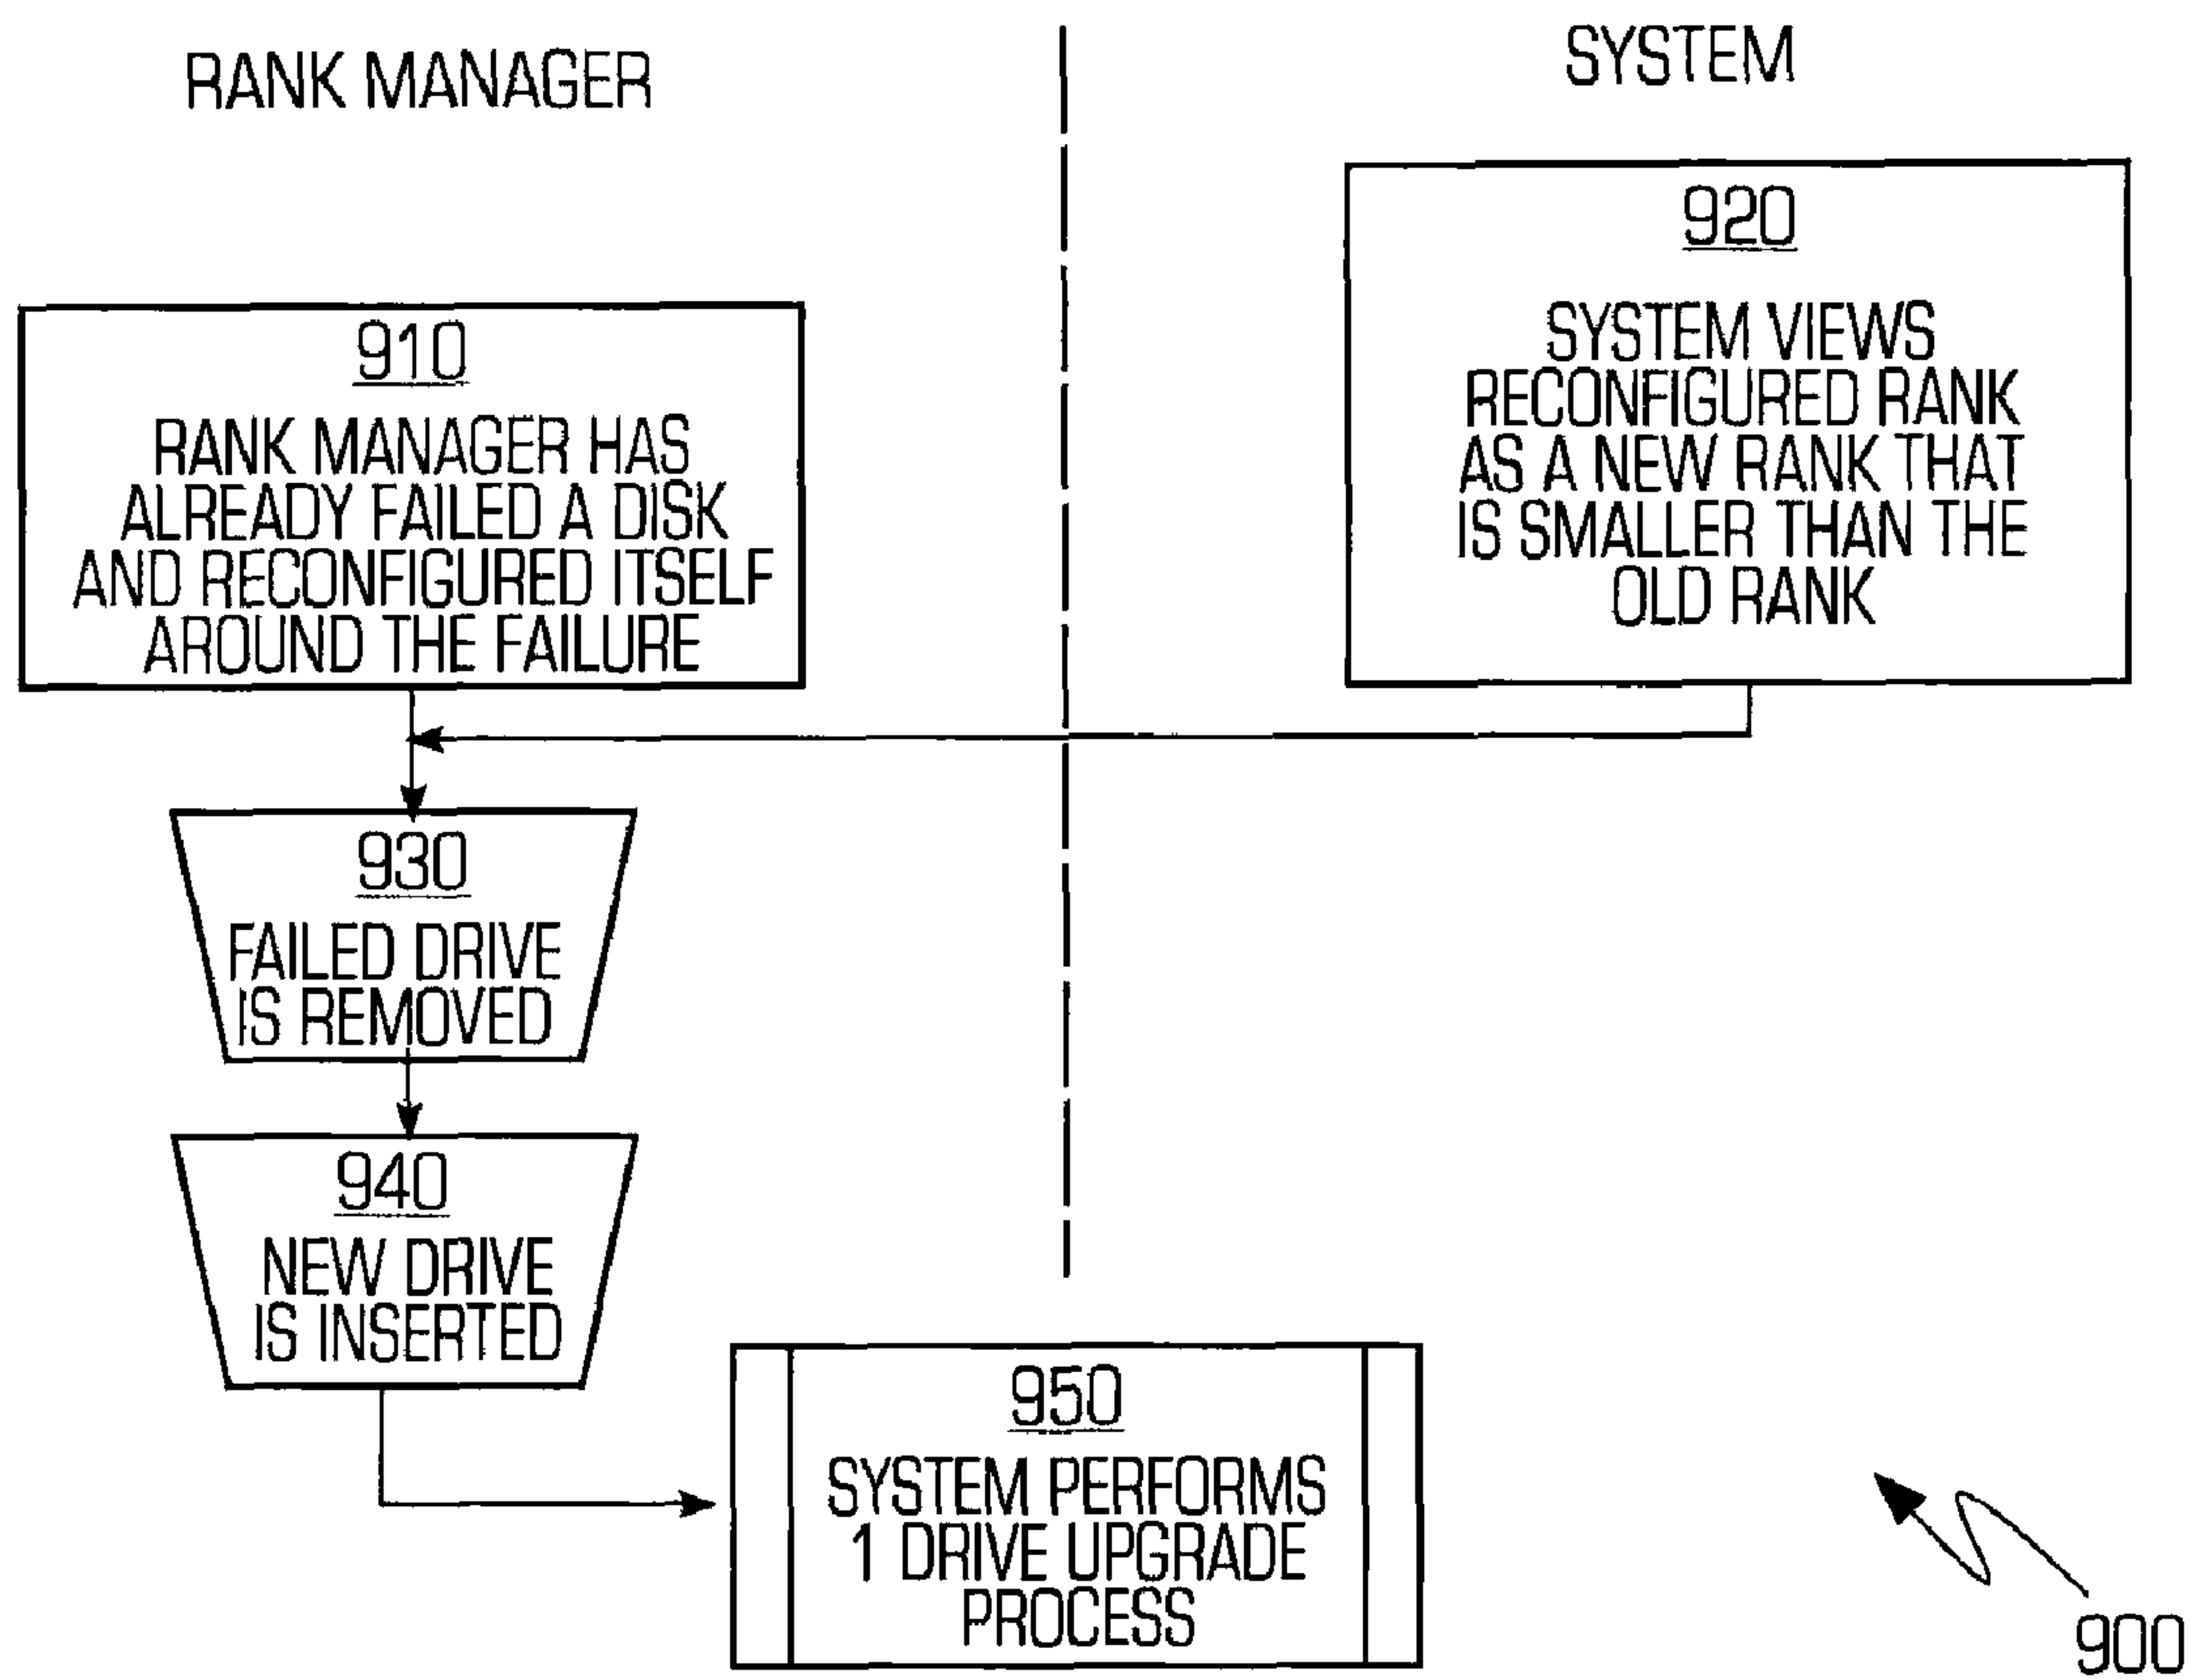 RANK MANAGER
SYSTEM
910
RANK MANAGER HAS
ALREADY FAILED A DISK
AND RECONFIGURED ITSELF
AROUND THE FAILURE
920
SYSTEM VIEWS
RECONFIGURED RANK
AS A NEW RANK THAT
IS SMALLER THAN THE
OLD RANK
930
FAILED DRIVE
IS REMOVED
940
NEW DRIVE
IS INSERTED
950
SYSTEM PERFORMS
1 DRIVE UPGRADE
PROCESS
900